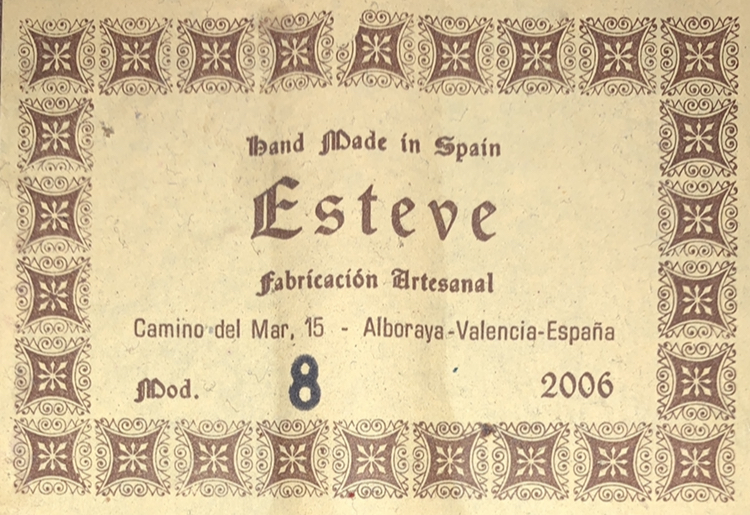 Hand Made in Spain
Esteve
Fabricación Artesanal
Camino del Mar, 15 - Alboraya-Valencia-España
Mod. 8 2006